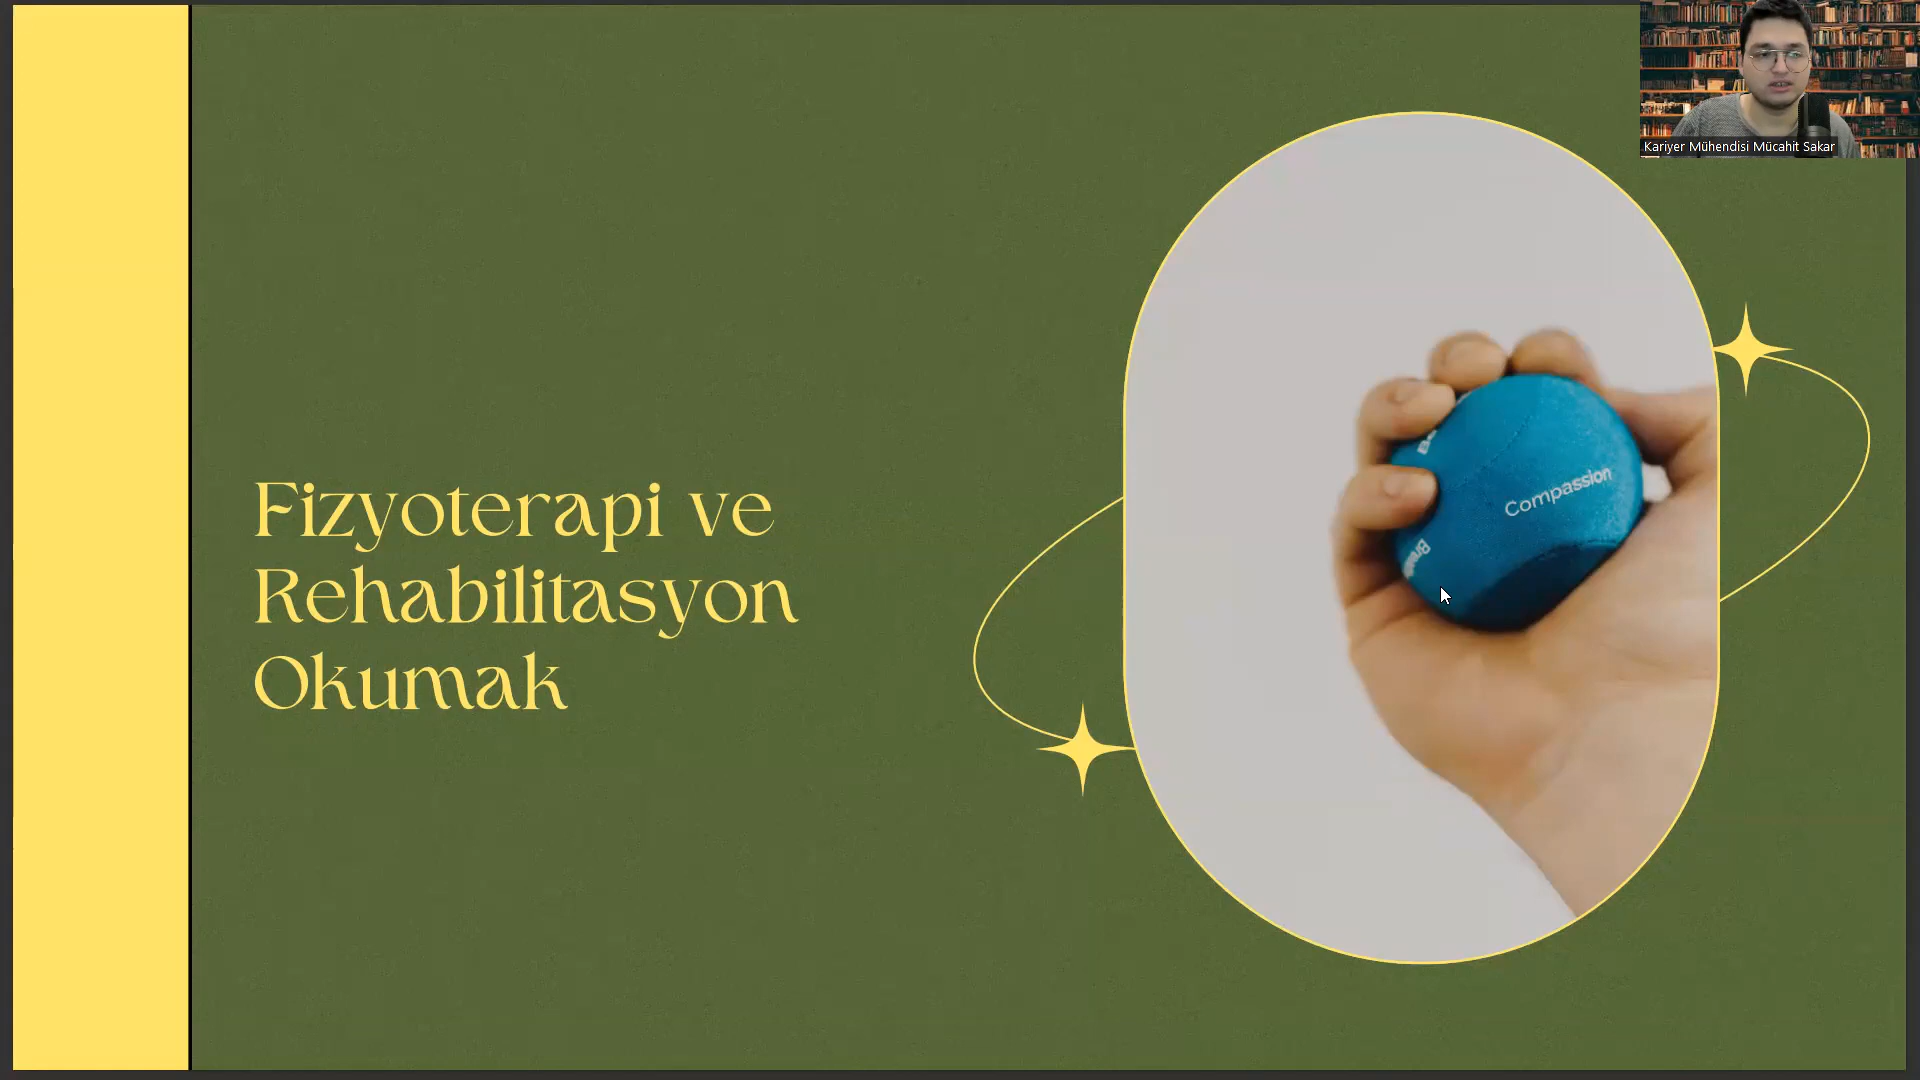 Kariyer Mühendisi Mücahit Sakar
Fizyoterapi ve
Rehabilitasyon
Okumak
Compassion